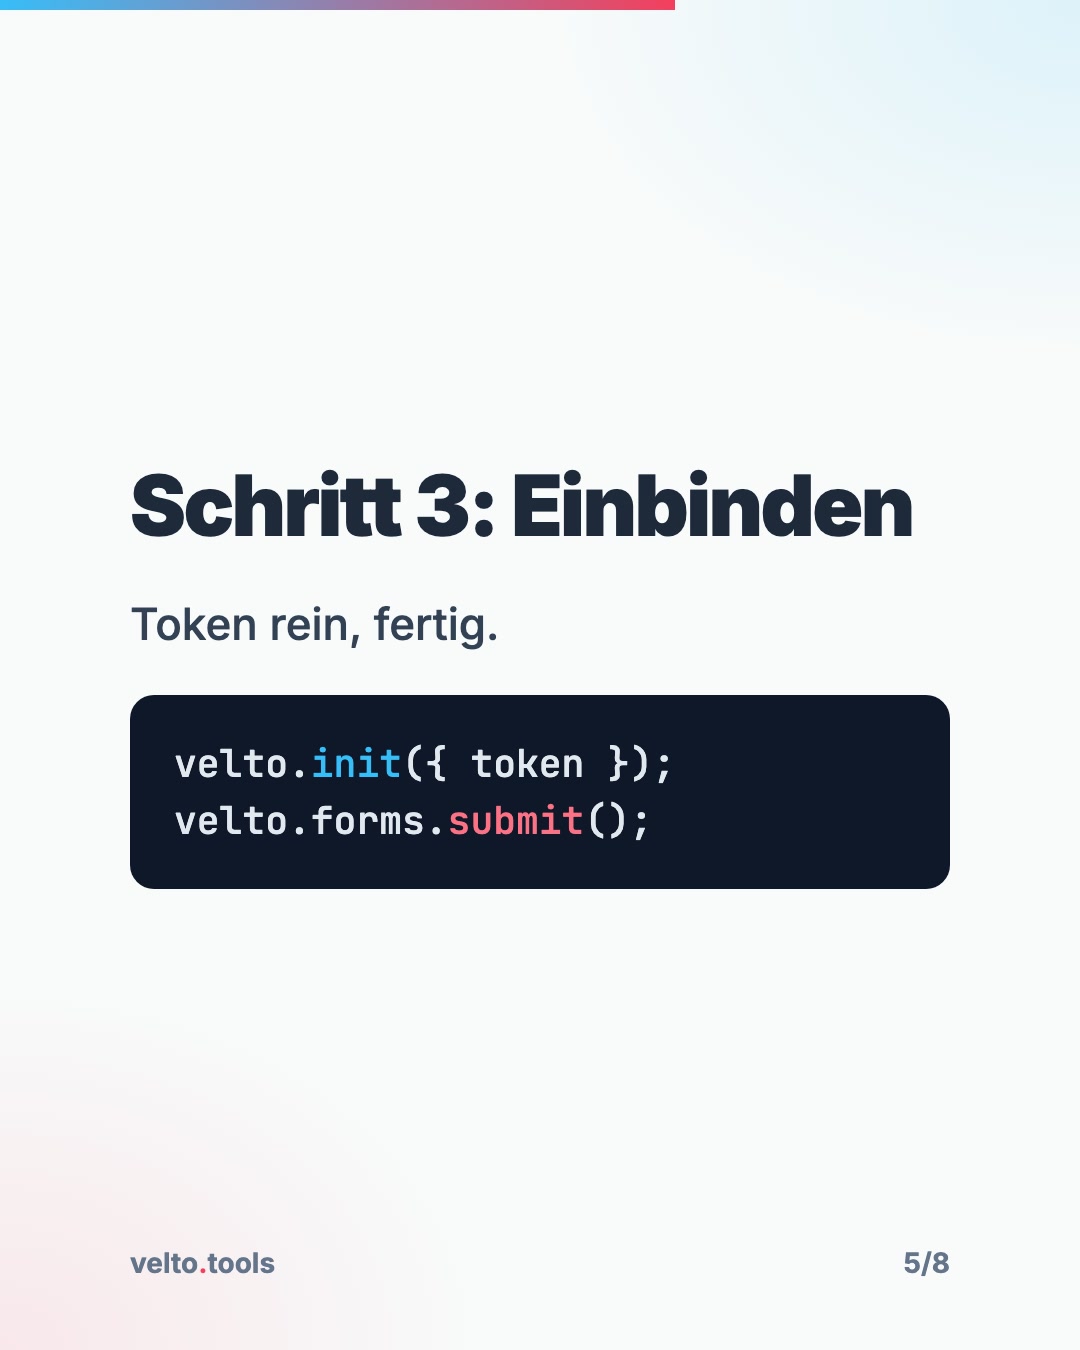 Schritt 3: Einbinden
Token rein, fertig.
velto.init({ token });
velto.forms.submit();
velto.tools
5/8